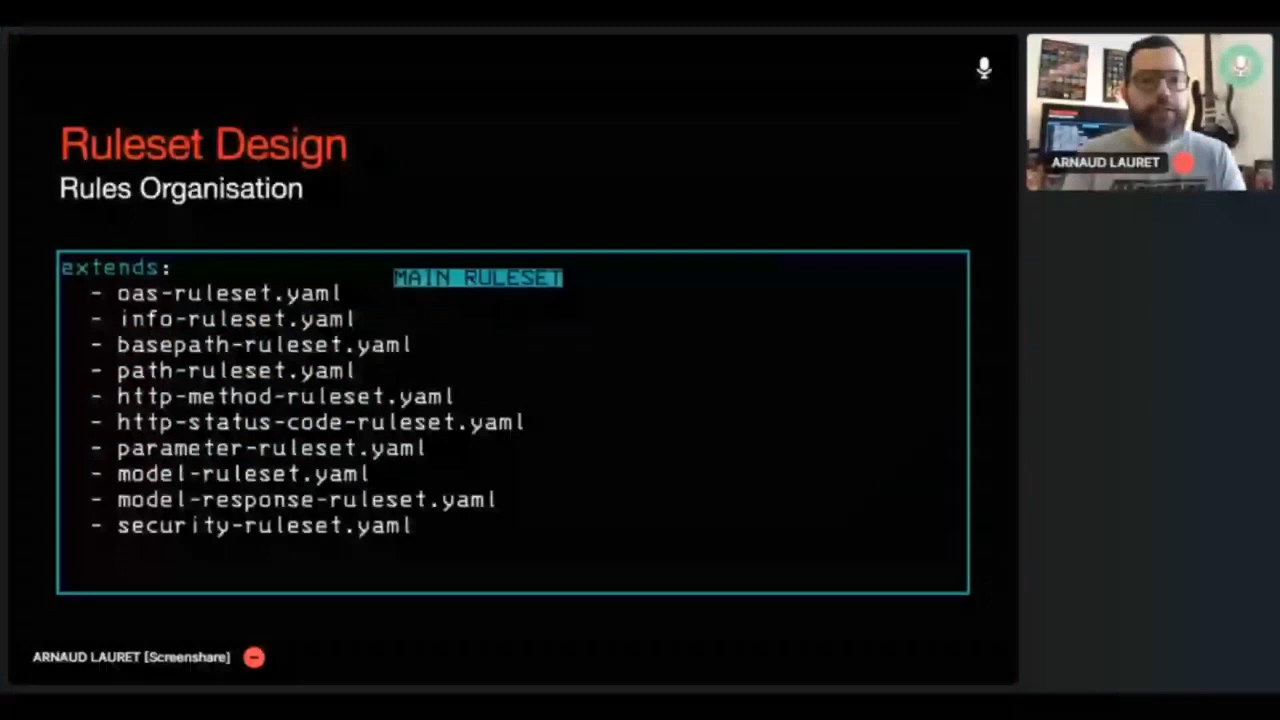 Ruleset Design
Rules Organisation
extends:
MAIN RULESET
- oas-ruleset.yaml
- info-ruleset.yaml
- basepath-ruleset.yaml
- path-ruleset.yaml
- http-method-ruleset.yaml
- http-status-code-ruleset.yaml
- parameter-ruleset.yaml
- model-ruleset.yaml
- model-response-ruleset.yaml
- security-ruleset.yaml
ARNAUD LAURET [Screenshare]
ARNAUD LAURET